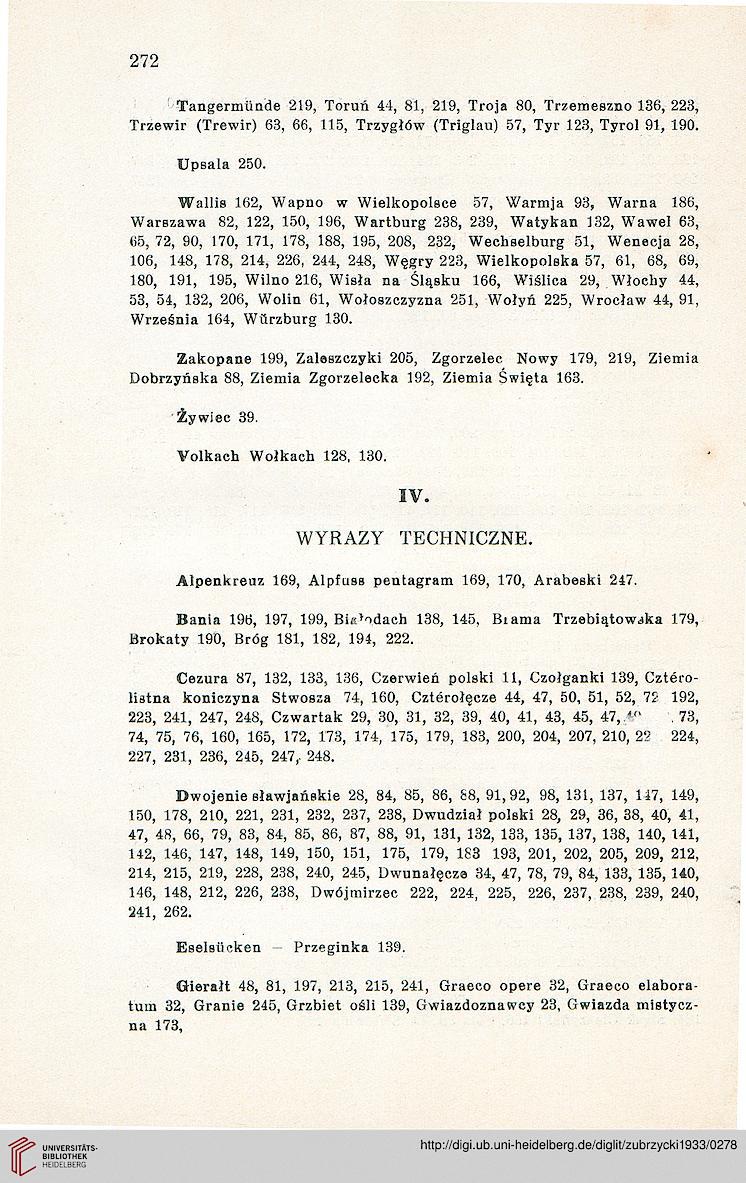 272
Tangermünde 219, Toruń 44, 81, 219, Troja 80, Trzemeszno 136, 223,
Trzewir (Trewir) 63, 66, 115, Trzygłów (Triglau) 57, Tyr 123, Tyrol 91, 190.
Upsala 250.
Wallis 162, Wapno w Wielkopolsce 57, Warmja 93, Warna 186,
Warszawa 82, 122, 150, 196, Wartburg 238, 239, Watykan 132, Wawel 63,
65, 72, 90, 170, 171, 178, 188, 195, 208, 232, Wechselburg 51, Wenecja 28,
106, 148, 178, 214, 226, 244, 248, Węgry 223, Wielkopolska 57, 61, 68, 69,
180, 191, 195, Wilno 216, Wisła na Śląsku 166, Wiślica 29, Włochy 44,
53, 54, 132, 206, Wolin 61, Wołoszczyzna 251, Wołyń 225, Wrocław 44, 91,
Września 164, Würzburg 130.
Zakopane 199, Zaleszczyki 205, Zgorzelec Nowy 179, 219, Ziemia
Dobrzyńska 88, Ziemia Zgorzelecka 192, Ziemia Święta 163.
Żywiec 39.
Volkach Wołkach 128, 130.
IV.
WYRAZY TECHNICZNE.
Alpenkreuz 169, Alpfuss pentagram 169, 170, Arabeski 247.
Bania 196, 197, 199, 138, 145, Brama Trzebiątowska 179,
Brokaty 190, Bróg 181, 182, 194, 222.
Cezura 87, 132, 133, 136, Czerwień polski 11, Czołganki 139, Cztéro-
listna koniczyna Stwosza 74, 160, Cztérołęcze 44, 47, 50, 51, 52, 192,
223, 241, 247, 248, Czwartak 29, 30, 31, 32, 39, 40, 41, 43, 45, 47, 73,
74, 75, 76, 160, 165, 172, 173, 174, 175, 179, 183, 200, 204, 207, 210, 224,
227, 231, 236, 245, 247, 248.
Dwojenie sławjańskie 28, 84, 85, 86, 88, 91, 92, 98, 131, 137, 147, 149,
150, 178, 210, 221, 231, 232, 237, 238, Dwudział polski 28, 29, 36, 38, 40, 41,
47, 48, 66, 79, 83, 84, 85, 86, 87, 88, 91, 131, 132, 133, 135, 137, 138, 140, 141,
142, 146, 147, 148, 149, 150, 151, 175, 179, 183 193, 201, 202, 205, 209, 212,
214, 215, 219, 228, 238, 240, 245, Dwunałęcze 34, 47, 78, 79, 84, 133, 135, 140,
146, 148, 212, 226, 238, Dwójmirzec 222, 224, 225, 226, 237, 238, 239, 240,
241, 262.
Eselsücken — Przeginka 139.
Gierałt 48, 81, 197, 213, 215, 241, Graeco opere 32, Graeco elabora-
tum 32, Granie 245, Grzbiet ośli 139, Gwiazdoznawcy 23, Gwiazda mistycz-
na 173,
UNIVERSITÄTS-
BIBLIOTHEK
HEIDELBERG
http://digi.ub.uni-heidelberg.de/diglit/zubrzycki1933/0278